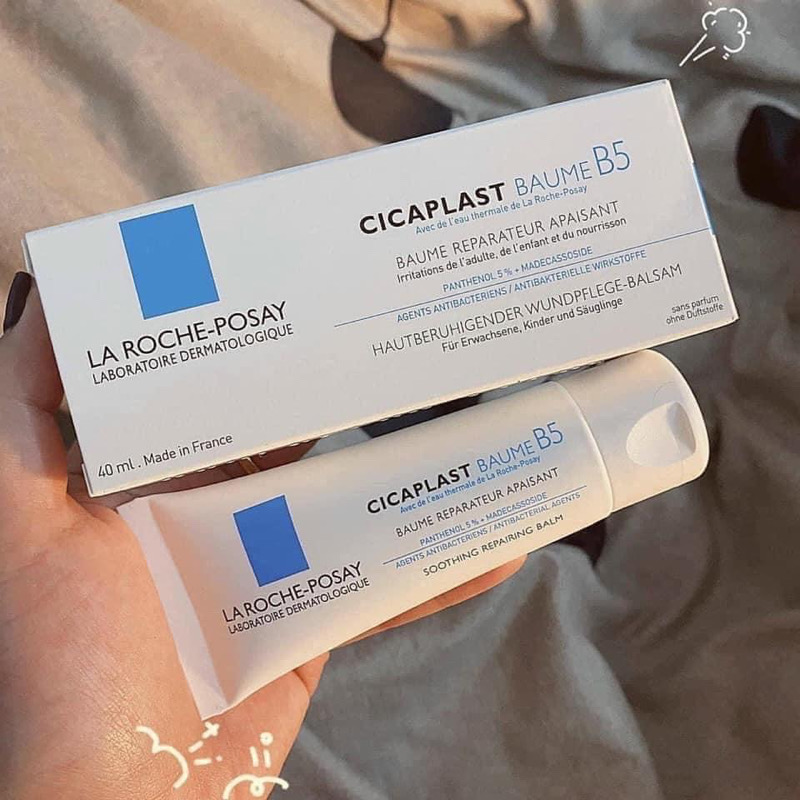 CICAPLAST BAUME B5
Avec de l'eau thermale de La Roche-Posay
BAUME REPARATEUR APAISANT
Irritations de l'adulte, de l'enfant et du nourrisson
PANTHENOL 5% + MADECASSOSIDE
AGENTS ANTIBACTERIENS / ANTIBAKTERIELLE WIRKSTOFFE
HAUTBERUHIGENDER WUNDPFLEGE-BALSAM
Für Erwachsene, Kinder und Säuglinge
sans parfum
ohne Duftstoffe
LA ROCHE-POSAY
LABORATOIRE DERMATOLOGIQUE
40 ml . Made in France
CICAPLAST BAUME B5
Avec de l'eau thermale de La Roche-Posay
BAUME REPARATEUR APAISANT
PANTHENOL 5% + MADECASSOSIDE
AGENTS ANTIBACTERIENS / ANTIBACTERIAL AGENTS
SOOTHING REPAIRING BALM
LA ROCHE-POSAY
LABORATOIRE DERMATOLOGIQUE